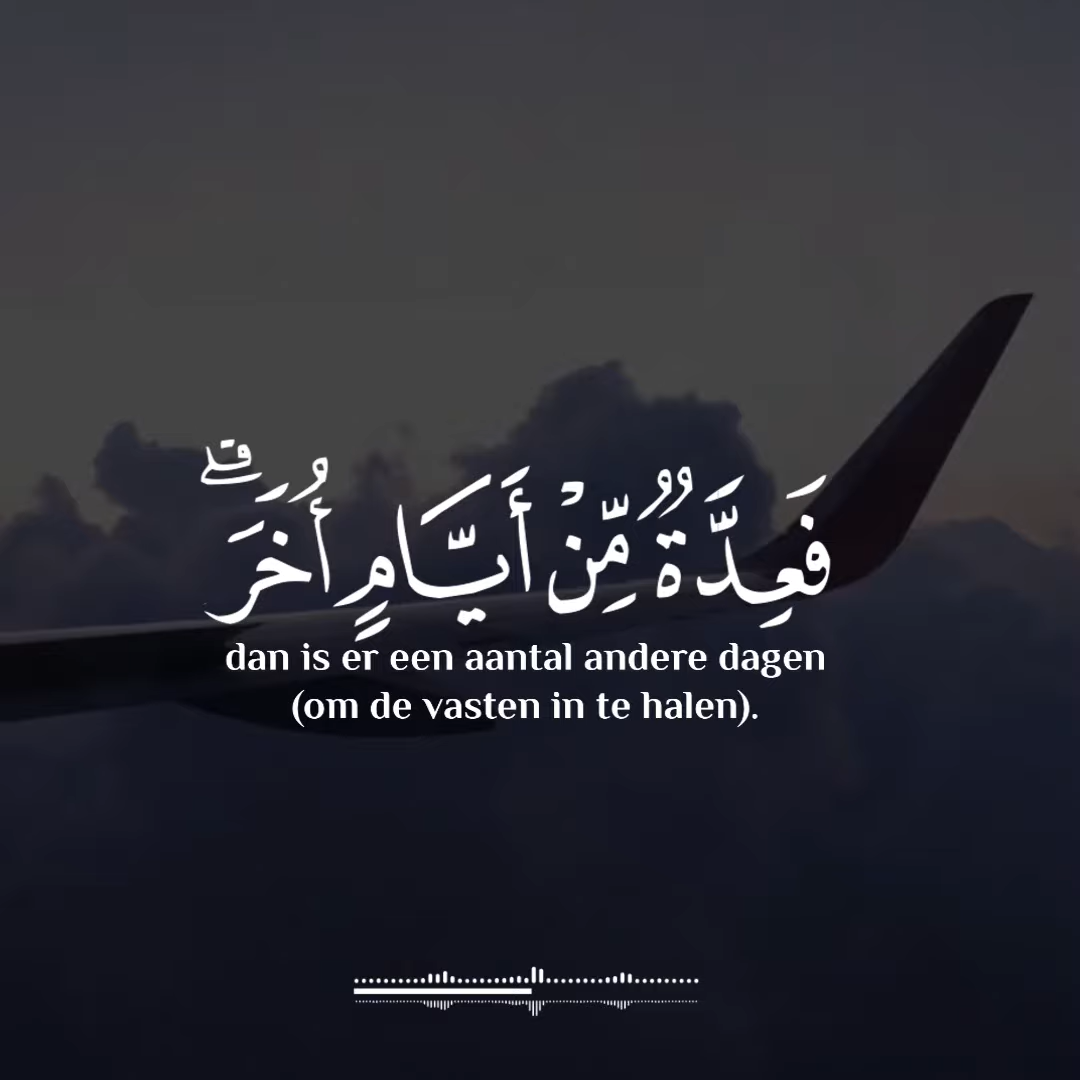 فَعِدَّةٌ مِّنْ أَيَّامٍ أُخَرَ ۗ
dan is er een aantal andere dagen
(om de vasten in te halen).